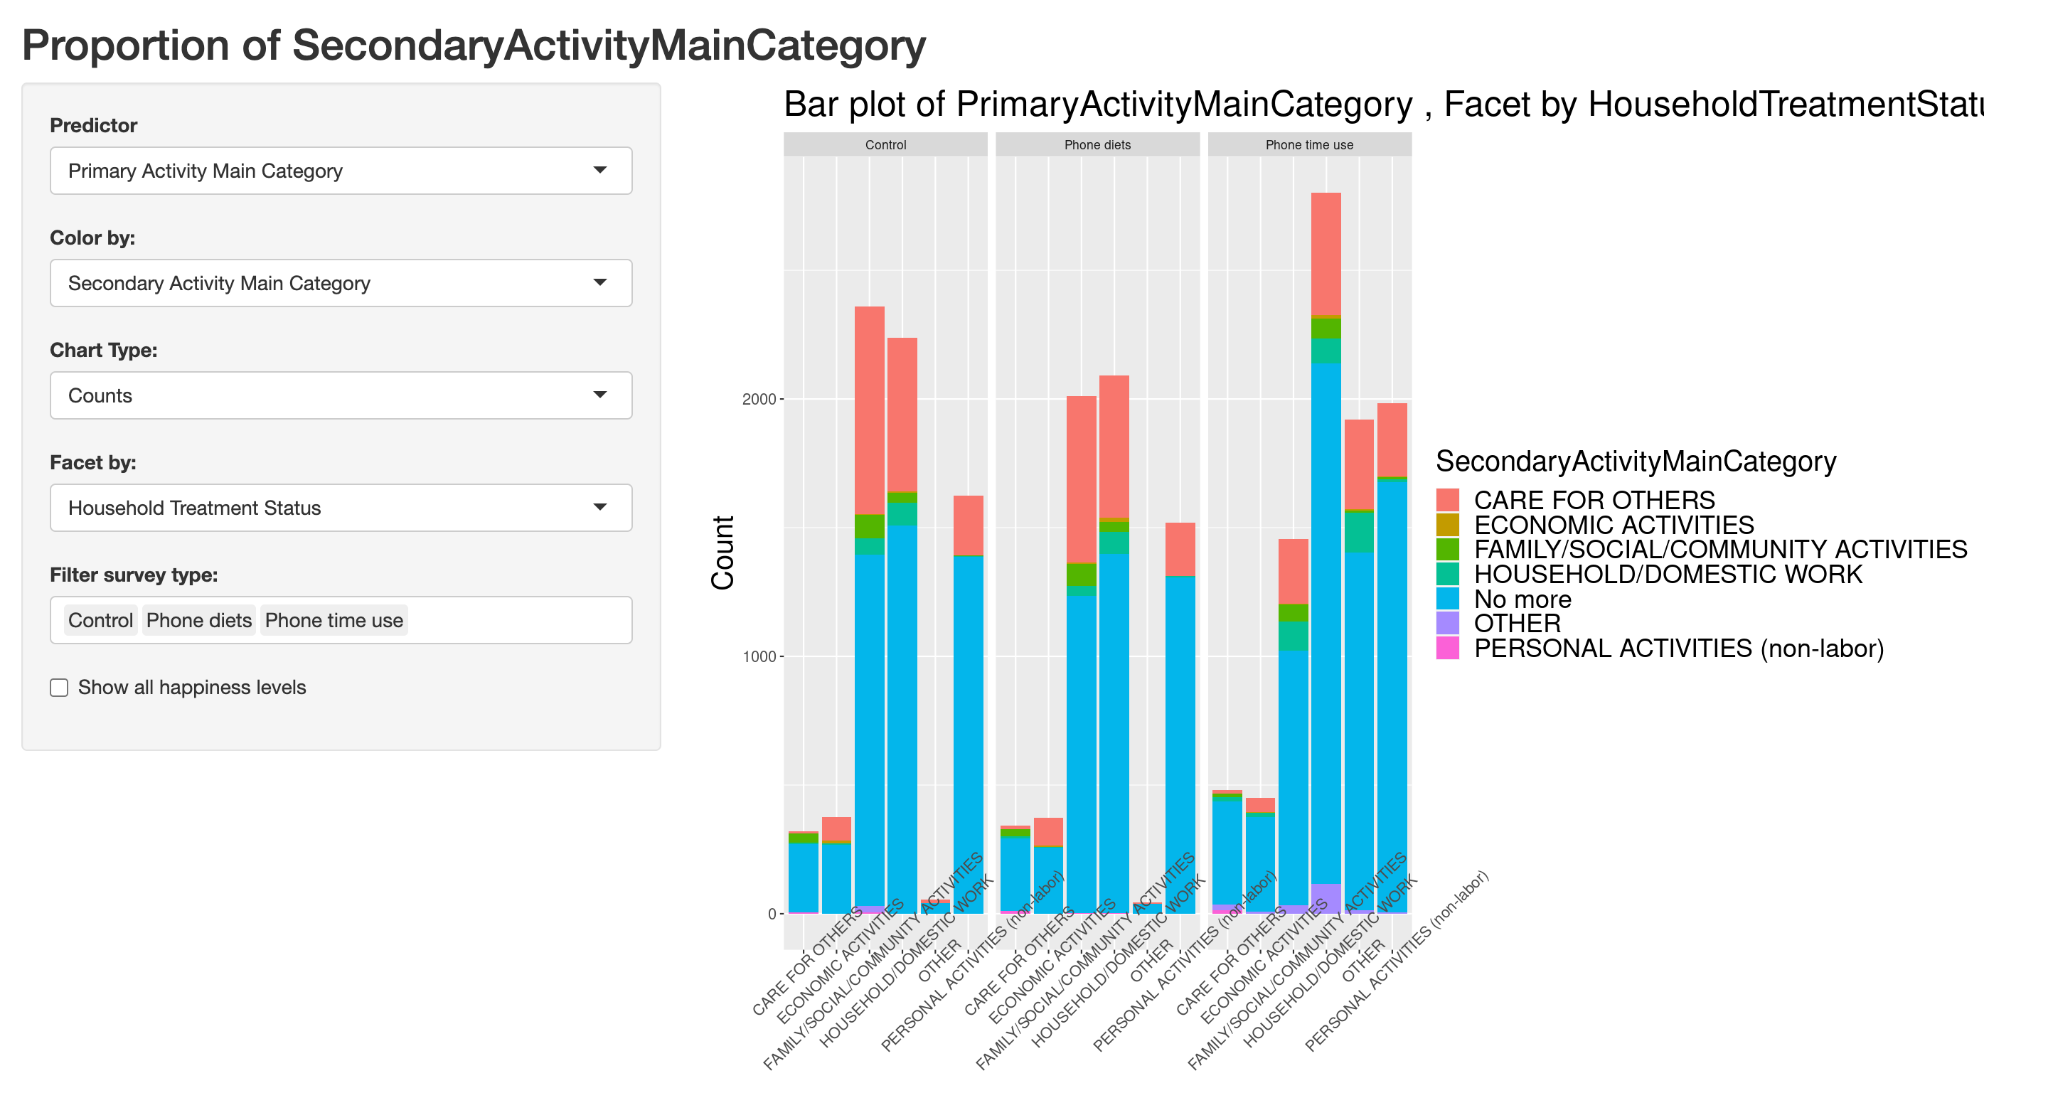 Proportion of SecondaryActivityMainCategory
Predictor
Primary Activity Main Category
Color by:
Secondary Activity Main Category
Chart Type:
Counts
Facet by:
Household Treatment Status
Filter survey type:
Control Phone diets Phone time use
Show all happiness levels
Bar plot of PrimaryActivityMainCategory , Facet by HouseholdTreatmentStatu
Control
Phone diets
Phone time use
Count
2000
1000
0
CARE FOR OTHERS
ECONOMIC ACTIVITIES
FAMILY/SOCIAL/COMMUNITY ACTIVITIES
HOUSEHOLD/DOMESTIC WORK
OTHER
PERSONAL ACTIVITIES (non-labor)
CARE FOR OTHERS
ECONOMIC ACTIVITIES
FAMILY/SOCIAL/COMMUNITY ACTIVITIES
HOUSEHOLD/DOMESTIC WORK
OTHER
PERSONAL ACTIVITIES (non-labor)
CARE FOR OTHERS
ECONOMIC ACTIVITIES
FAMILY/SOCIAL/COMMUNITY ACTIVITIES
HOUSEHOLD/DOMESTIC WORK
OTHER
PERSONAL ACTIVITIES (non-labor)
SecondaryActivityMainCategory
CARE FOR OTHERS
ECONOMIC ACTIVITIES
FAMILY/SOCIAL/COMMUNITY ACTIVITIES
HOUSEHOLD/DOMESTIC WORK
No more
OTHER
PERSONAL ACTIVITIES (non-labor)